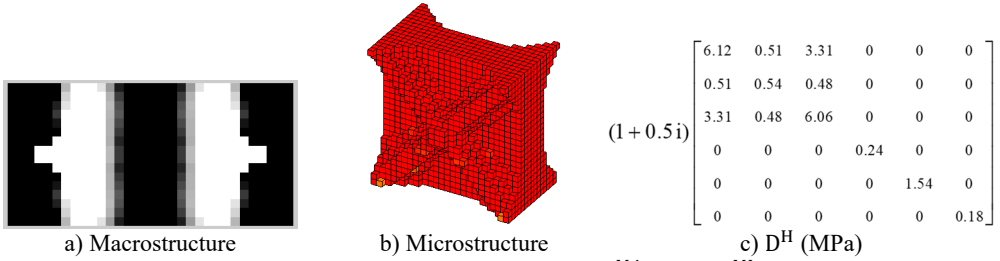 6.12 0.51 3.31 0 0 0
0.51 0.54 0.48 0 0 0
(1 + 0.5 i) 3.31 0.48 6.06 0 0 0
0 0 0 0.24 0 0
0 0 0 0 1.54 0
0 0 0 0 0 0.18
a) Macrostructure b) Microstructure c) Dᴴ (MPa)